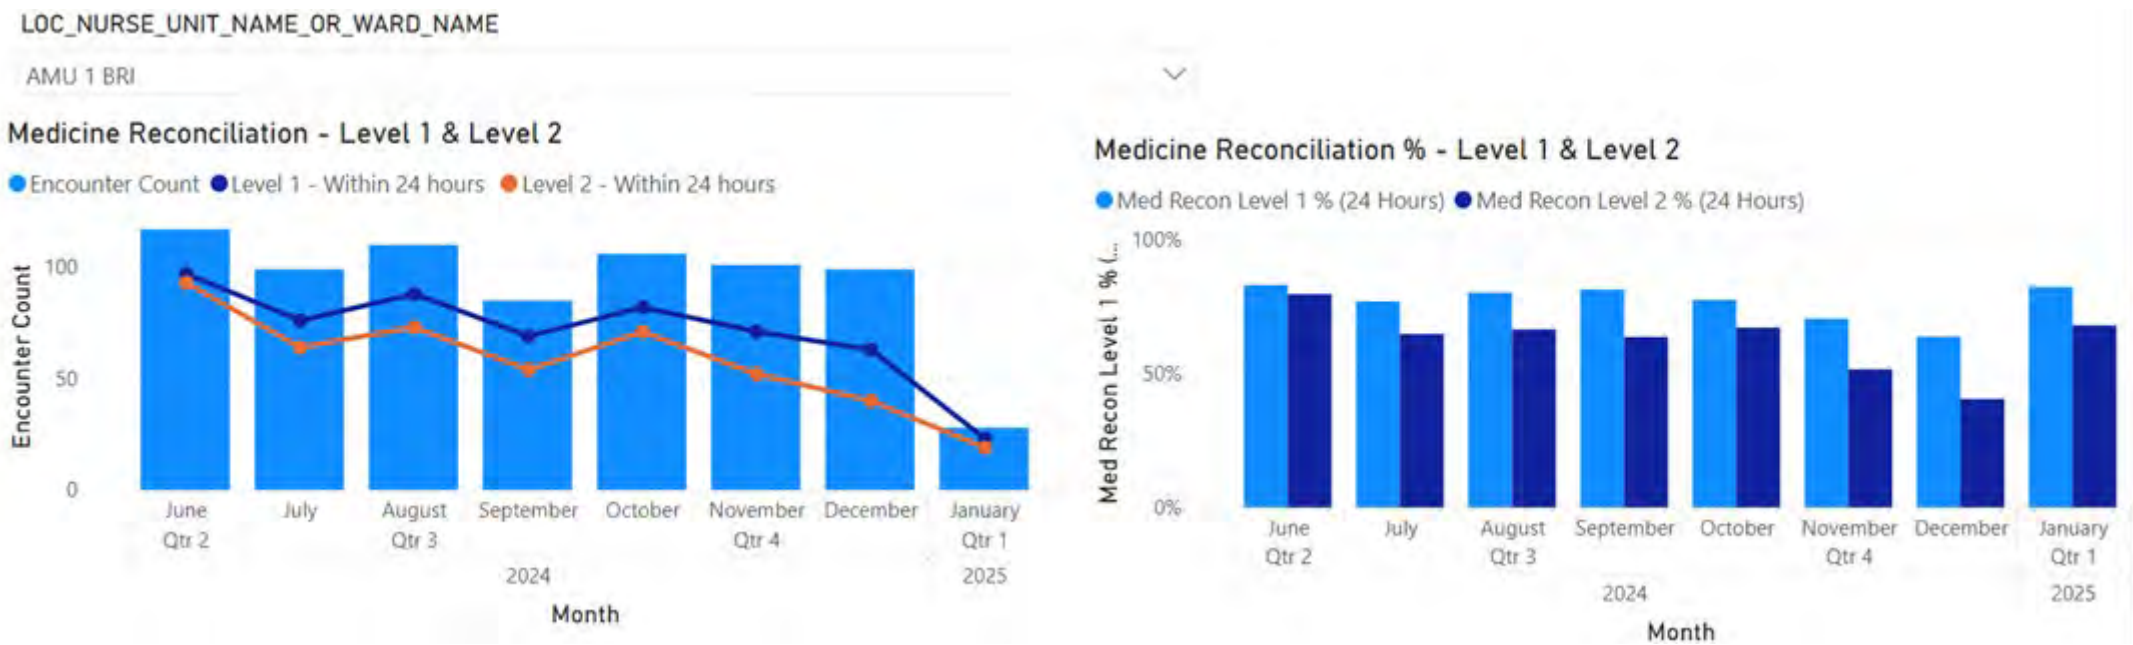 LOC_NURSE_UNIT_NAME_OR_WARD_NAME
AMU 1 BRI
Medicine Reconciliation - Level 1 & Level 2
Encounter Count Level 1 - Within 24 hours Level 2 - Within 24 hours
Encounter Count
100
50
0
June July August September October November December January
Qtr 2 Qtr 3 Qtr 4 Qtr 1
2024 2025
Month
Medicine Reconciliation % - Level 1 & Level 2
Med Recon Level 1 % (24 Hours) Med Recon Level 2 % (24 Hours)
Med Recon Level 1 % (...
100%
50%
0%
June July August September October November December January
Qtr 2 Qtr 3 Qtr 4 Qtr 1
2024 2025
Month